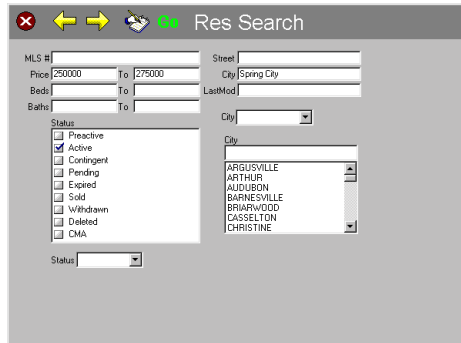 Go Res Search
MLS #
Price 250000 To 275000
Beds To
Baths To
Street
City Spring City
LastMod
Status
Preactive
Active
Contingent
Pending
Expired
Sold
Withdrawn
Deleted
CMA
City
City
ARGUSVILLE
ARTHUR
AUDUBON
BARNESVILLE
BRIARWOOD
CASSELTON
CHRISTINE
Status